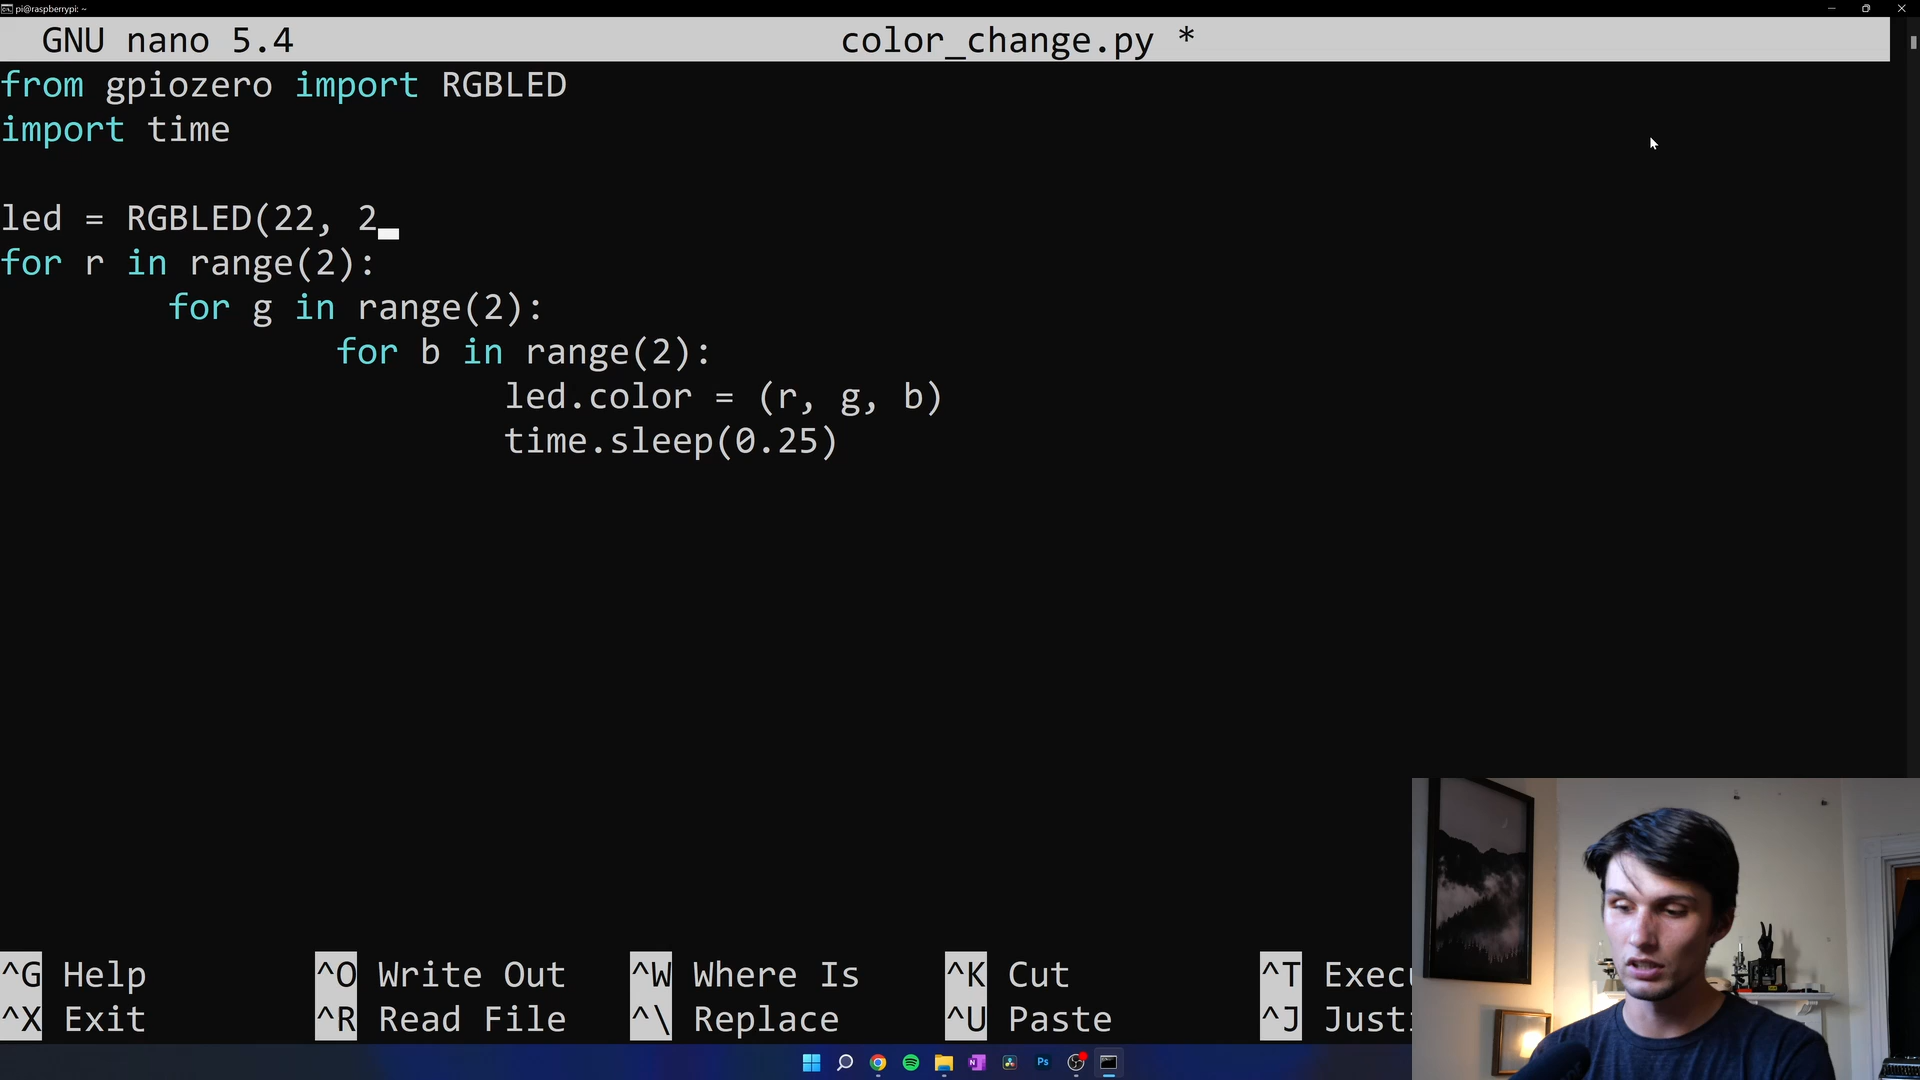 pi@raspberrypi: ~
GNU nano 5.4 color_change.py *
from gpiozero import RGBLED
import time
led = RGBLED(22, 2
for r in range(2):
for g in range(2):
for b in range(2):
led.color = (r, g, b)
time.sleep(0.25)
^G Help ^O Write Out ^W Where Is ^K Cut ^T Execu
^X Exit ^R Read File ^\ Replace ^U Paste ^J Justi
Ps